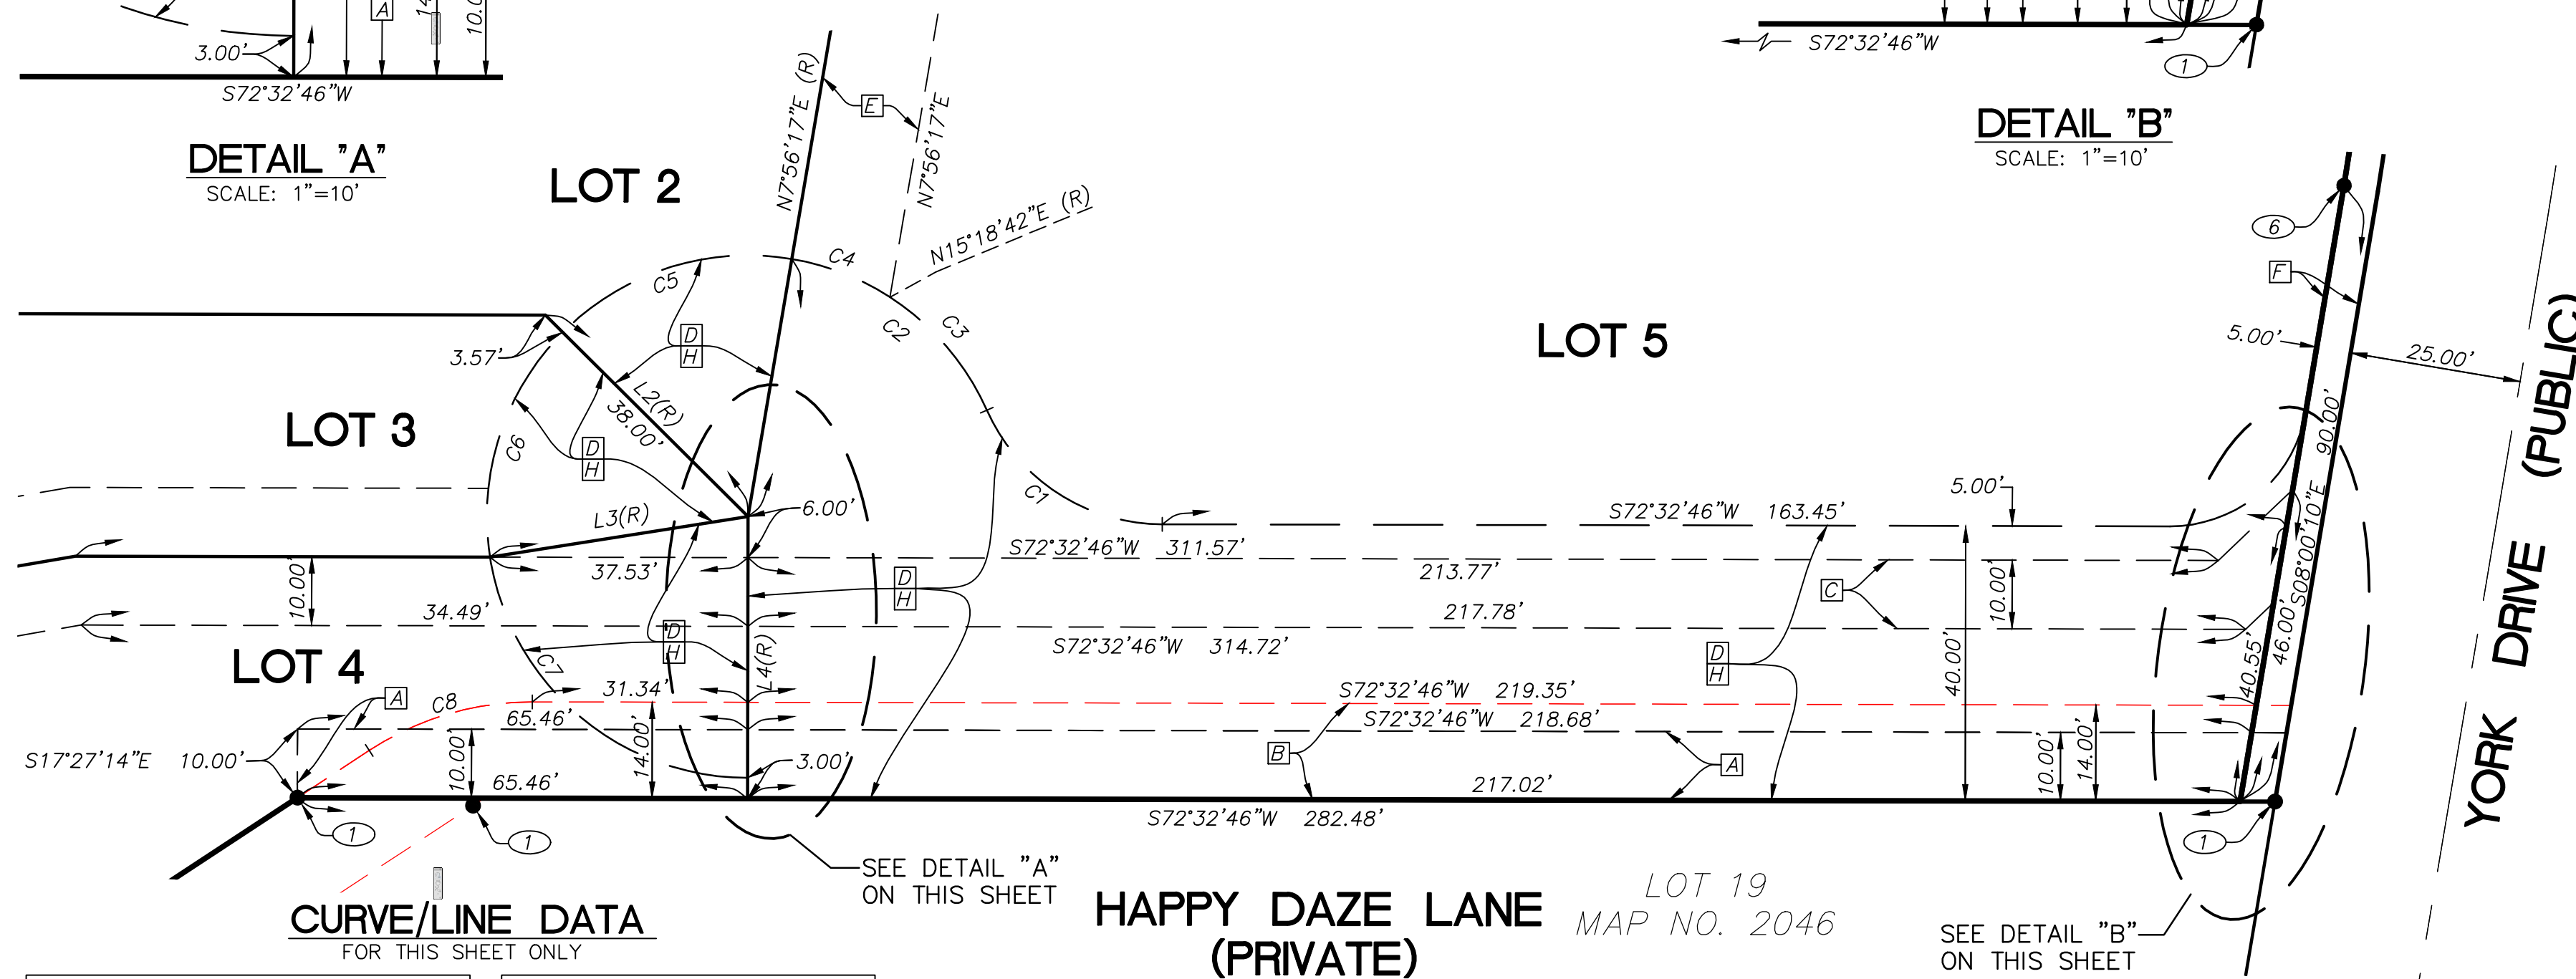 3.00'
A
14
10.0
S72°32'46"W
DETAIL "A"
SCALE: 1"=10'
S72°32'46"W
1
DETAIL "B"
SCALE: 1"=10'
LOT 2
N7°56'17"E (R)
E
N7°56'17"E
N15°18'42"E (R)
C4
C5
C2
C3
D
H
3.57'
L2(R)
38.00'
LOT 3
C6
D
H
L3(R)
6.00'
C1
LOT 5
6
F
5.00'
25.00'
90.00'
S08°00'10"E
46.00'
40.55'
YORK DRIVE (PUBLIC)
5.00'
S72°32'46"W 163.45'
S72°32'46"W 311.57'
37.53'
213.77'
10.00'
34.49'
D
H
C
10.00'
217.78'
S72°32'46"W 314.72'
D
H
L4(R)
D
H
40.00'
LOT 4
C7
A
C8
31.34'
S72°32'46"W 219.35'
65.46'
S72°32'46"W 218.68'
S17°27'14"E 10.00'
10.00'
14.00'
3.00'
B
A
10.00'
14.00'
65.46'
217.02'
S72°32'46"W 282.48'
1
1
1
SEE DETAIL "A"
ON THIS SHEET
CURVE/LINE DATA
FOR THIS SHEET ONLY
HAPPY DAZE LANE
(PRIVATE)
LOT 19
MAP NO. 2046
SEE DETAIL "B"
ON THIS SHEET